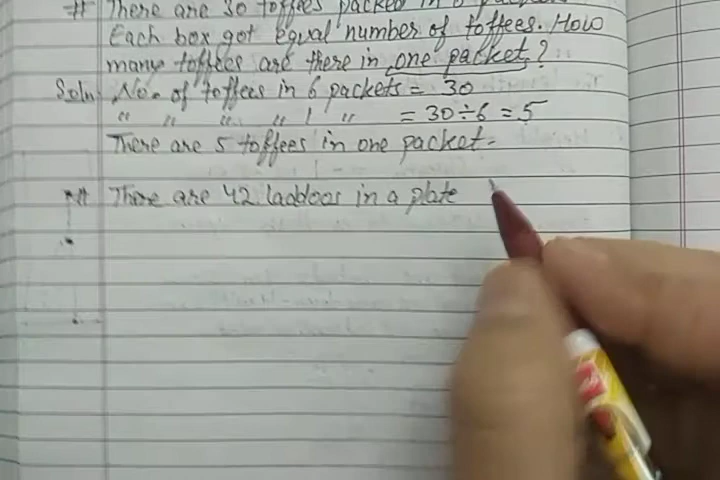 # There are 30 toffees packed in 6
Each box got equal number of toffees. How
many toffees are there in one packet?
Soln No. of toffees in 6 packets = 30
" " " " 1 " = 30÷6 = 5
There are 5 toffees in one packet.
# There are 42 laddoos in a plate